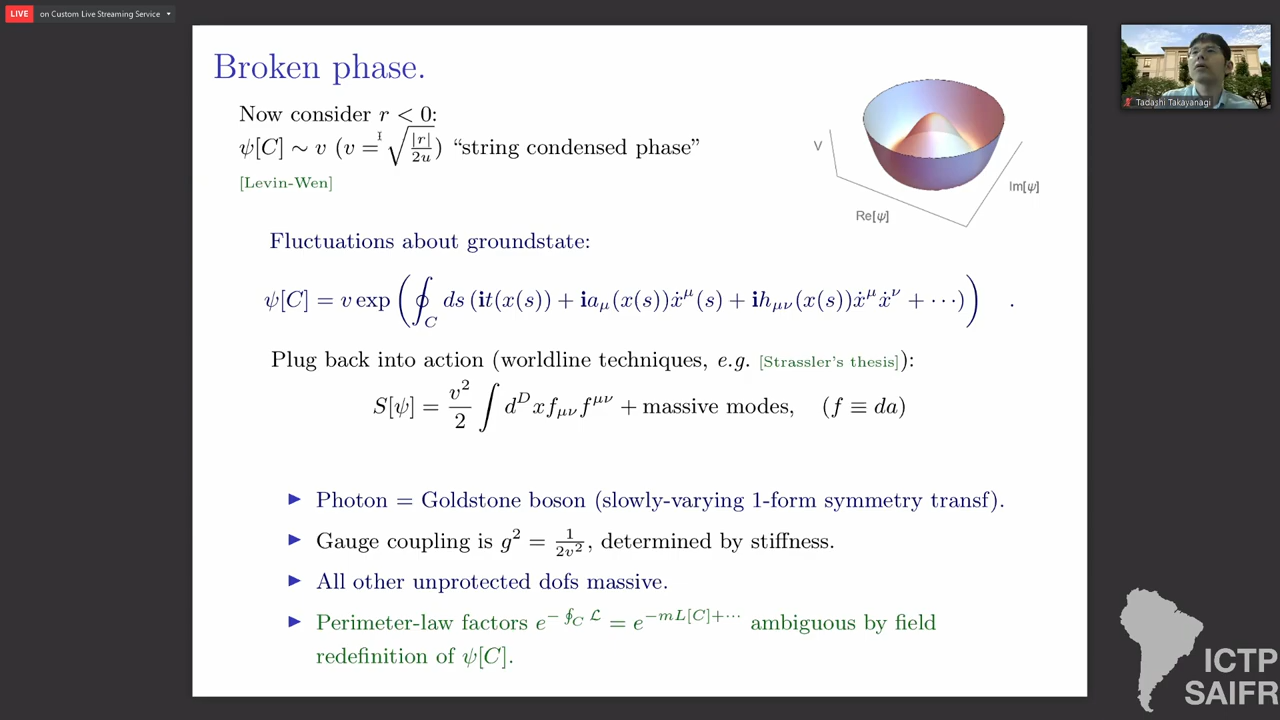 LIVE on Custom Live Streaming Service
Broken phase.
Now consider r < 0:
ψ[C] ∼ v (v = √(|r|/2u)) “string condensed phase”
[Levin-Wen]
V
Re[ψ]
Im[ψ]
Tadashi Takayanagi
Fluctuations about groundstate:
ψ[C] = v exp (∮_C ds (it(x(s)) + ia_μ(x(s))ẋ^μ(s) + ih_μν(x(s))ẋ^μẋ^ν + ···)) .
Plug back into action (worldline techniques, e.g. [Strassler’s thesis]):
S[ψ] = v²/2 ∫ d^D x f_μν f^μν + massive modes, (f ≡ da)
▶ Photon = Goldstone boson (slowly-varying 1-form symmetry transf).
▶ Gauge coupling is g² = 1/2v², determined by stiffness.
▶ All other unprotected dofs massive.
▶ Perimeter-law factors e^{−∮_C ℒ} = e^{−mL[C]+···} ambiguous by field
redefinition of ψ[C].
ICTP
SAIFR